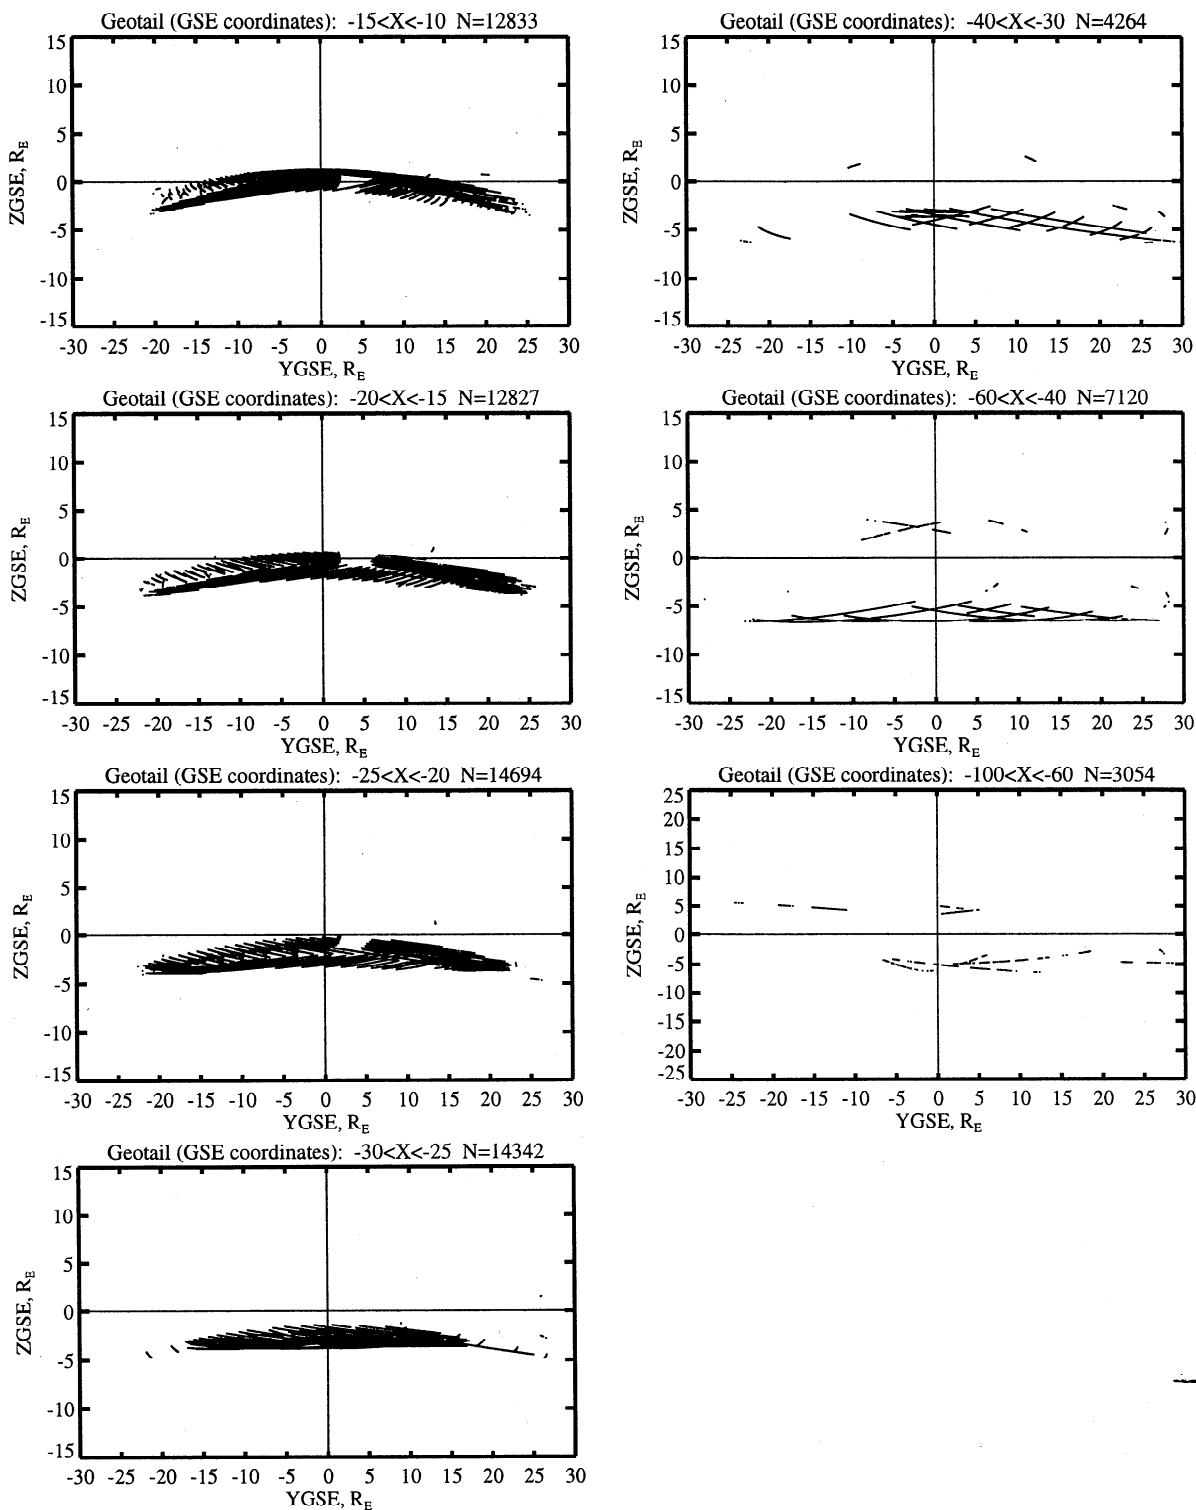 Geotail (GSE coordinates): -15<X<-10 N=12833
15
10
5
0
-5
-10
-15
ZGSE, RE
-30 -25 -20 -15 -10 -5 0 5 10 15 20 25 30
YGSE, RE
Geotail (GSE coordinates): -20<X<-15 N=12827
15
10
5
0
-5
-10
-15
ZGSE, RE
-30 -25 -20 -15 -10 -5 0 5 10 15 20 25 30
YGSE, RE
Geotail (GSE coordinates): -25<X<-20 N=14694
15
10
5
0
-5
-10
-15
ZGSE, RE
-30 -25 -20 -15 -10 -5 0 5 10 15 20 25 30
YGSE, RE
Geotail (GSE coordinates): -30<X<-25 N=14342
15
10
5
0
-5
-10
-15
ZGSE, RE
-30 -25 -20 -15 -10 -5 0 5 10 15 20 25 30
YGSE, RE
Geotail (GSE coordinates): -40<X<-30 N=4264
15
10
5
0
-5
-10
-15
ZGSE, RE
-30 -25 -20 -15 -10 -5 0 5 10 15 20 25 30
YGSE, RE
Geotail (GSE coordinates): -60<X<-40 N=7120
15
10
5
0
-5
-10
-15
ZGSE, RE
-30 -25 -20 -15 -10 -5 0 5 10 15 20 25 30
YGSE, RE
Geotail (GSE coordinates): -100<X<-60 N=3054
25
20
15
10
5
0
-5
-10
-15
-20
-25
ZGSE, RE
-30 -25 -20 -15 -10 -5 0 5 10 15 20 25 30
YGSE, RE